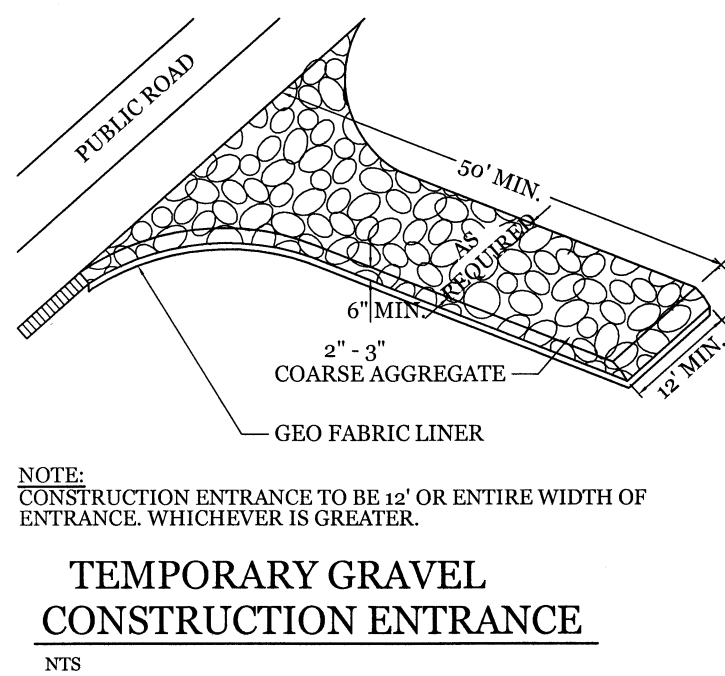 PUBLIC ROAD
50' MIN.
AS
REQUIRED
6" MIN.
2" - 3"
COARSE AGGREGATE
12' MIN.
GEO FABRIC LINER
NOTE:
CONSTRUCTION ENTRANCE TO BE 12' OR ENTIRE WIDTH OF
ENTRANCE. WHICHEVER IS GREATER.
TEMPORARY GRAVEL
CONSTRUCTION ENTRANCE
NTS